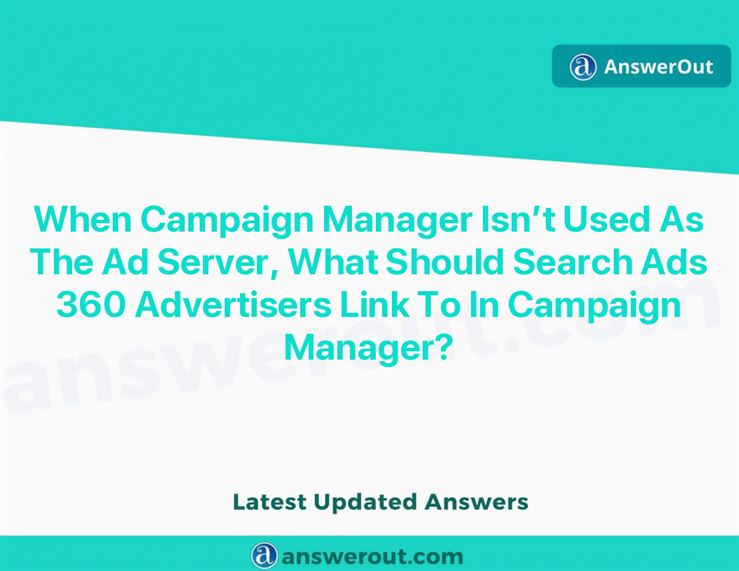 AnswerOut
When Campaign Manager Isn’t Used As
The Ad Server, What Should Search Ads
360 Advertisers Link To In Campaign
Manager?
answerout.com
Latest Updated Answers
answerout.com